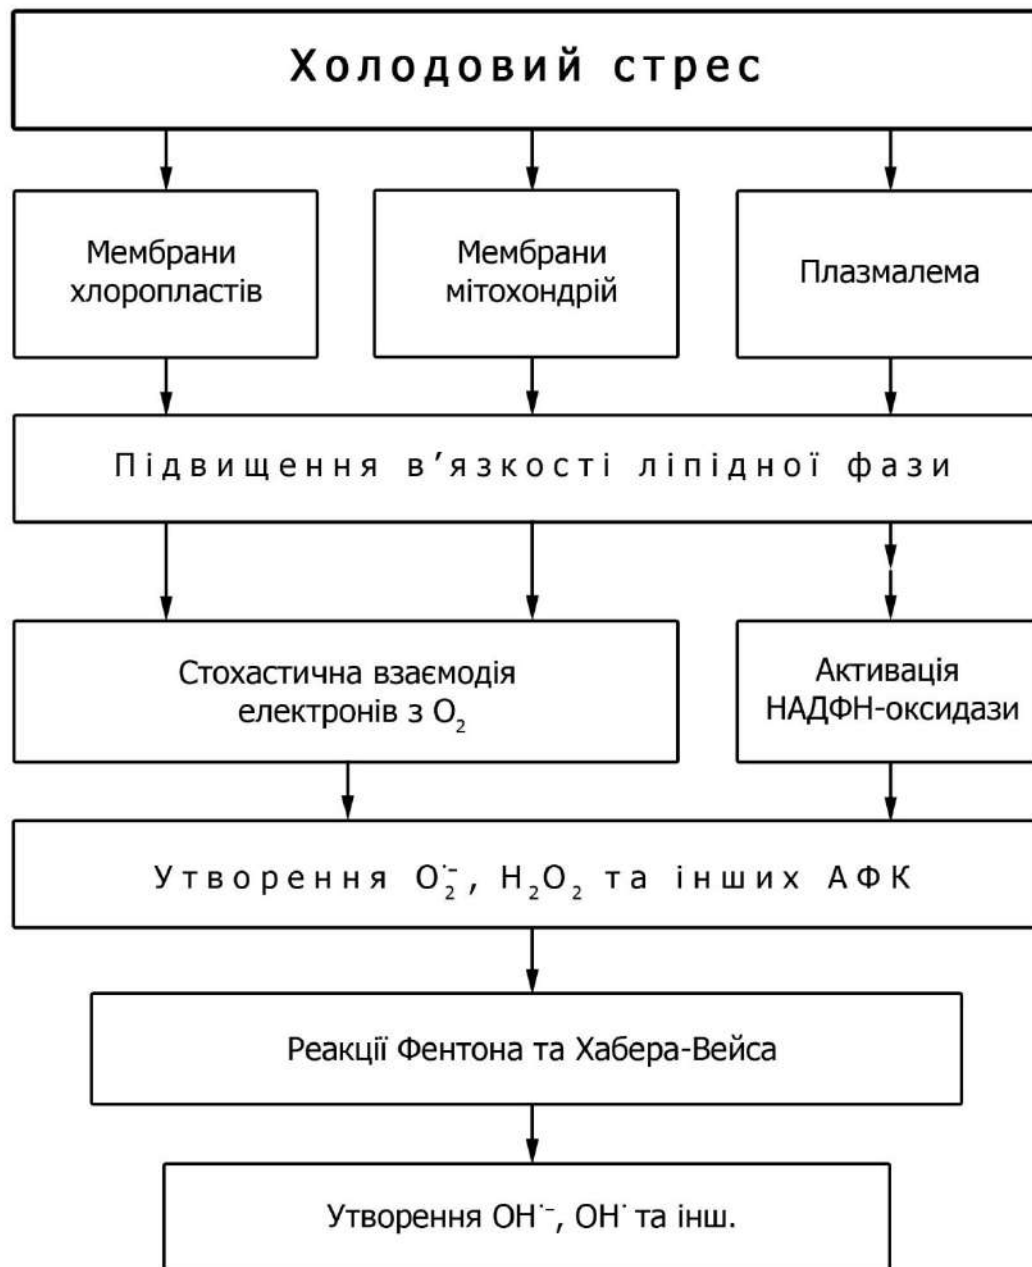 Холодовий стрес
Мембрани
хлоропластів
Мембрани
мітохондрій
Плазмалема
Підвищення в’язкості ліпідної фази
Стохастична взаємодія
електронів з O₂
Активація
НАДФН-оксидази
Утворення O₂˙⁻, H₂O₂ та інших АФК
Реакції Фентона та Хабера-Вейса
Утворення OH˙⁻, OH˙ та інш.